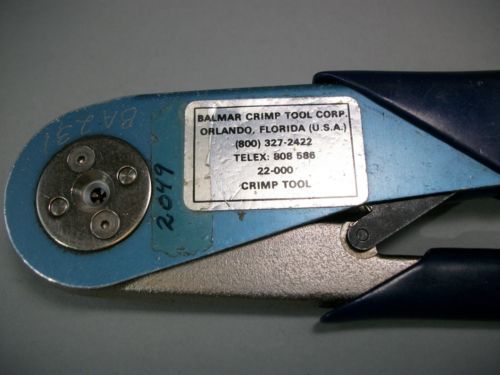 BALMAR CRIMP TOOL CORP.
ORLANDO, FLORIDA (U.S.A.)
(800) 327-2422
TELEX: 808 586
22-000
CRIMP TOOL
2049